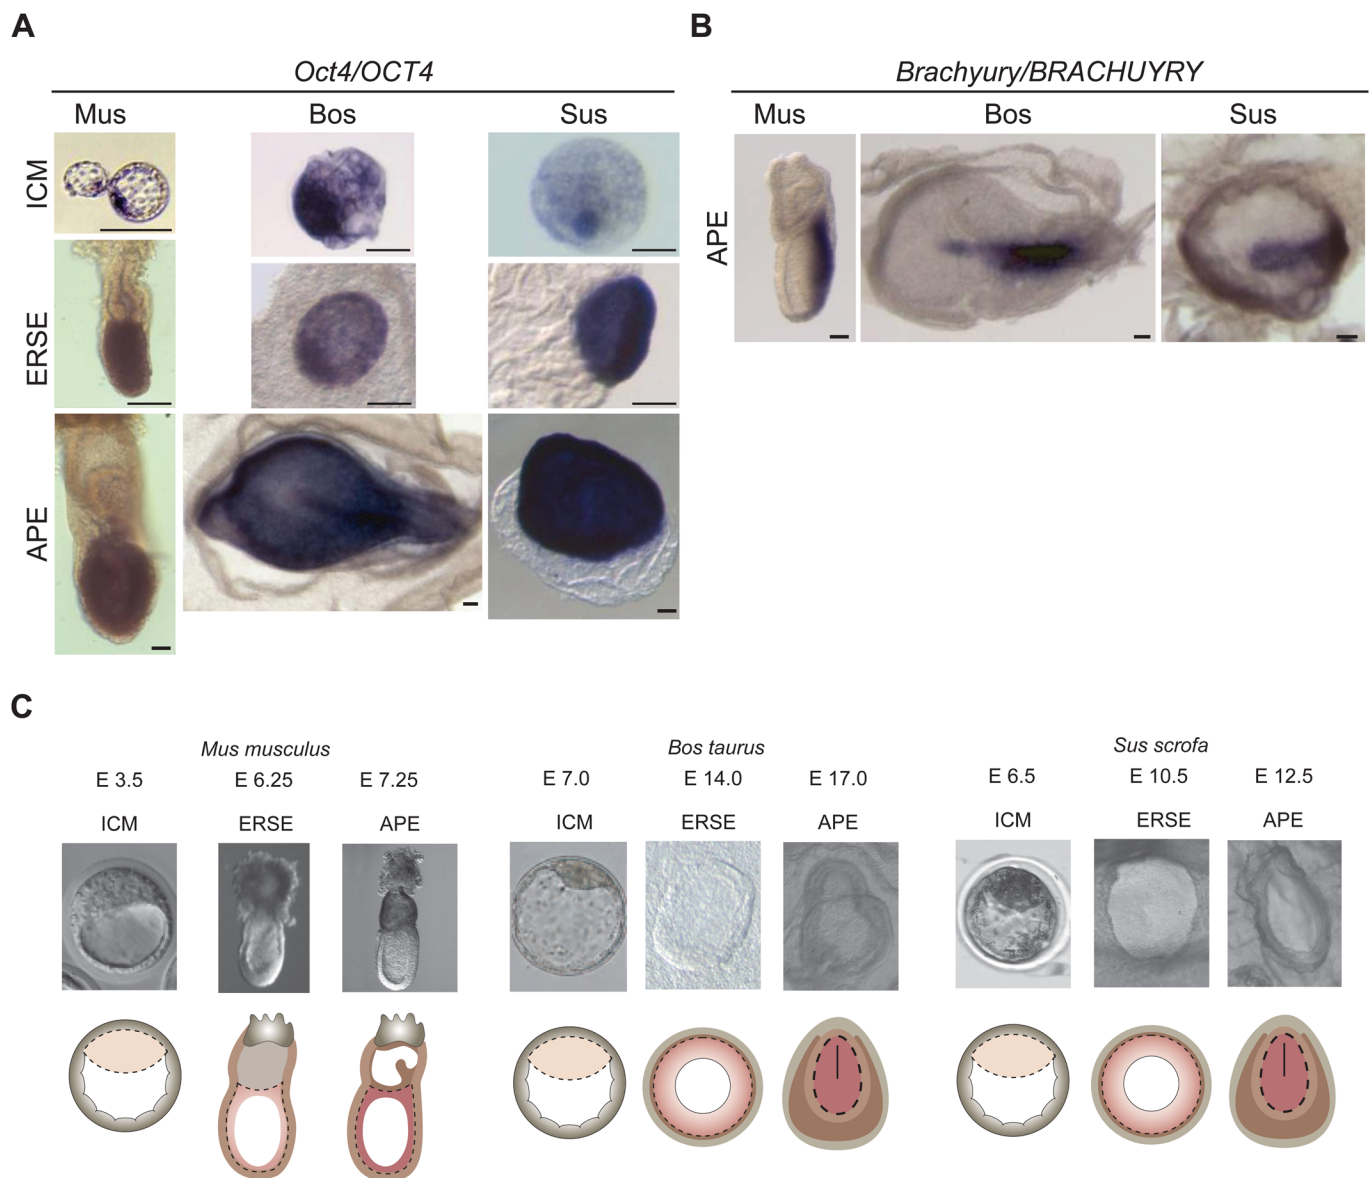 A
Oct4/OCT4
Mus Bos Sus
ICM
ERSE
APE
B
Brachyury/BRACHUYRY
Mus Bos Sus
APE
C
Mus musculus
E 3.5 E 6.25 E 7.25
ICM ERSE APE
Bos taurus
E 7.0 E 14.0 E 17.0
ICM ERSE APE
Sus scrofa
E 6.5 E 10.5 E 12.5
ICM ERSE APE